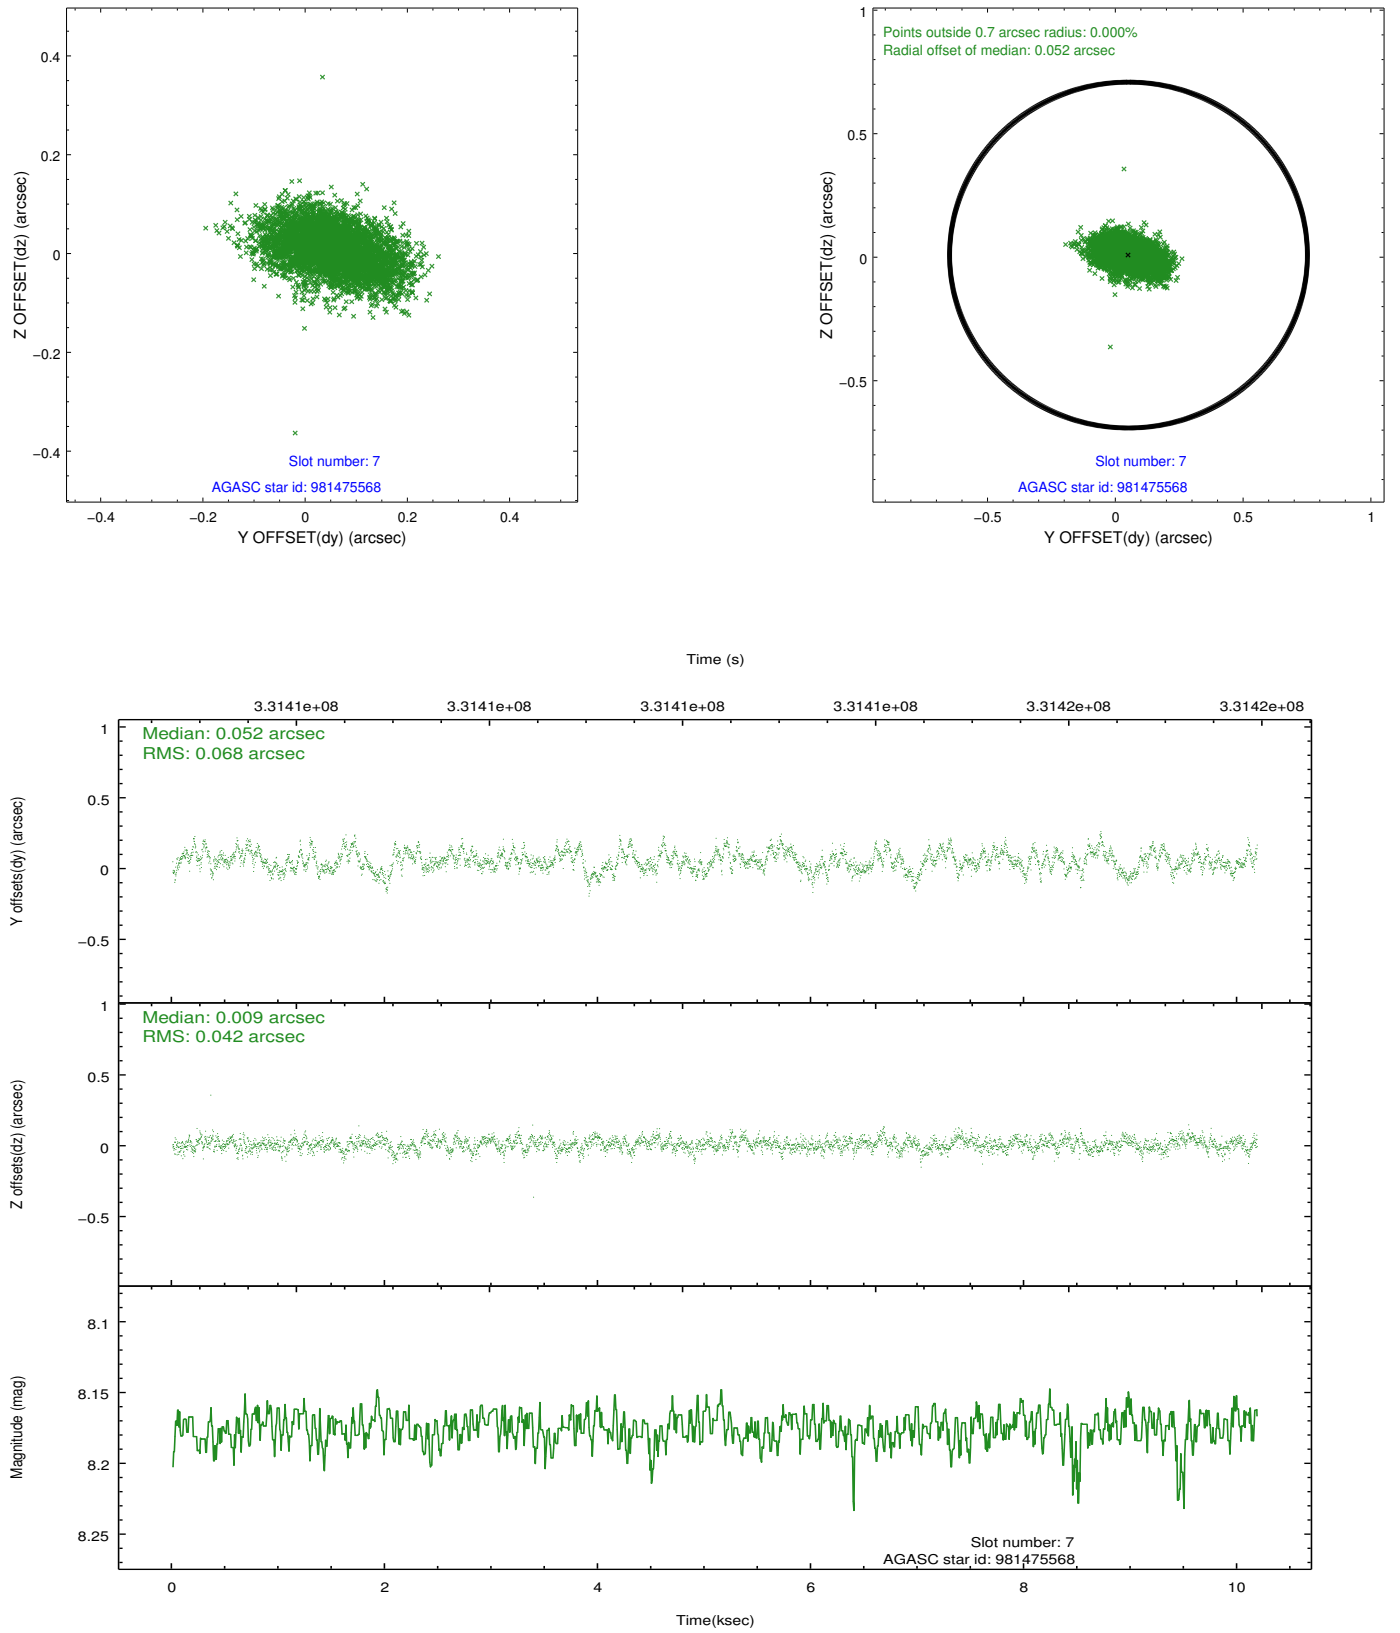 0.4
0.2
0
−0.2
−0.4
Z OFFSET(dz) (arcsec)
Slot number: 7
AGASC star id: 981475568
−0.4 −0.2 0 0.2 0.4
Y OFFSET(dy) (arcsec)
1
0.5
0
−0.5
Z OFFSET(dz) (arcsec)
Points outside 0.7 arcsec radius: 0.000%
Radial offset of median: 0.052 arcsec
Slot number: 7
AGASC star id: 981475568
−0.5 0 0.5 1
Y OFFSET(dy) (arcsec)
Time (s)
3.3141e+08 3.3141e+08 3.3141e+08 3.3141e+08 3.3142e+08 3.3142e+08
1
0.5
0
−0.5
Y offsets(dy) (arcsec)
Median: 0.052 arcsec
RMS: 0.068 arcsec
1
0.5
0
−0.5
Z offsets(dz) (arcsec)
Median: 0.009 arcsec
RMS: 0.042 arcsec
8.1
8.15
8.2
8.25
Magnitude (mag)
Slot number: 7
AGASC star id: 981475568
0 2 4 6 8 10
Time(ksec)